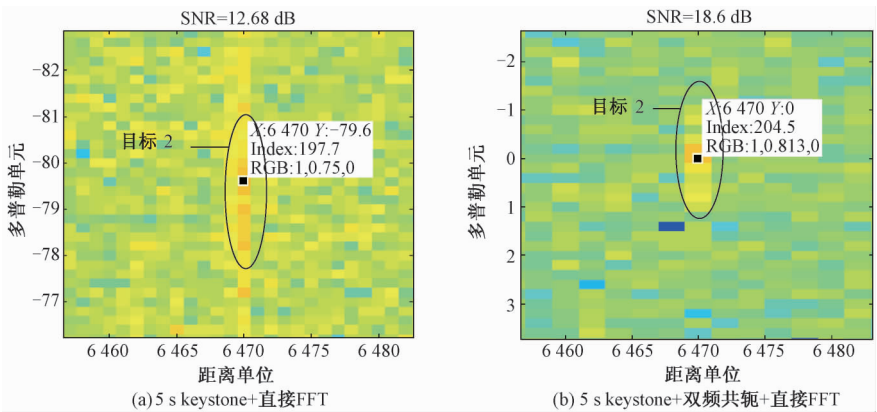 SNR=12.68 dB
多普勒单元
-82
-81
-80
-79
-78
-77
目标 2
X:6 470 Y:-79.6
Index:197.7
RGB:1,0.75,0
6 460 6 465 6 470 6 475 6 480
距离单位
(a) 5 s keystone+直接FFT
SNR=18.6 dB
多普勒单元
-2
-1
0
1
2
3
目标 2
X:6 470 Y:0
Index:204.5
RGB:1,0.813,0
6 460 6 465 6 470 6 475 6 480
距离单位
(b) 5 s keystone+双频共轭+直接FFT